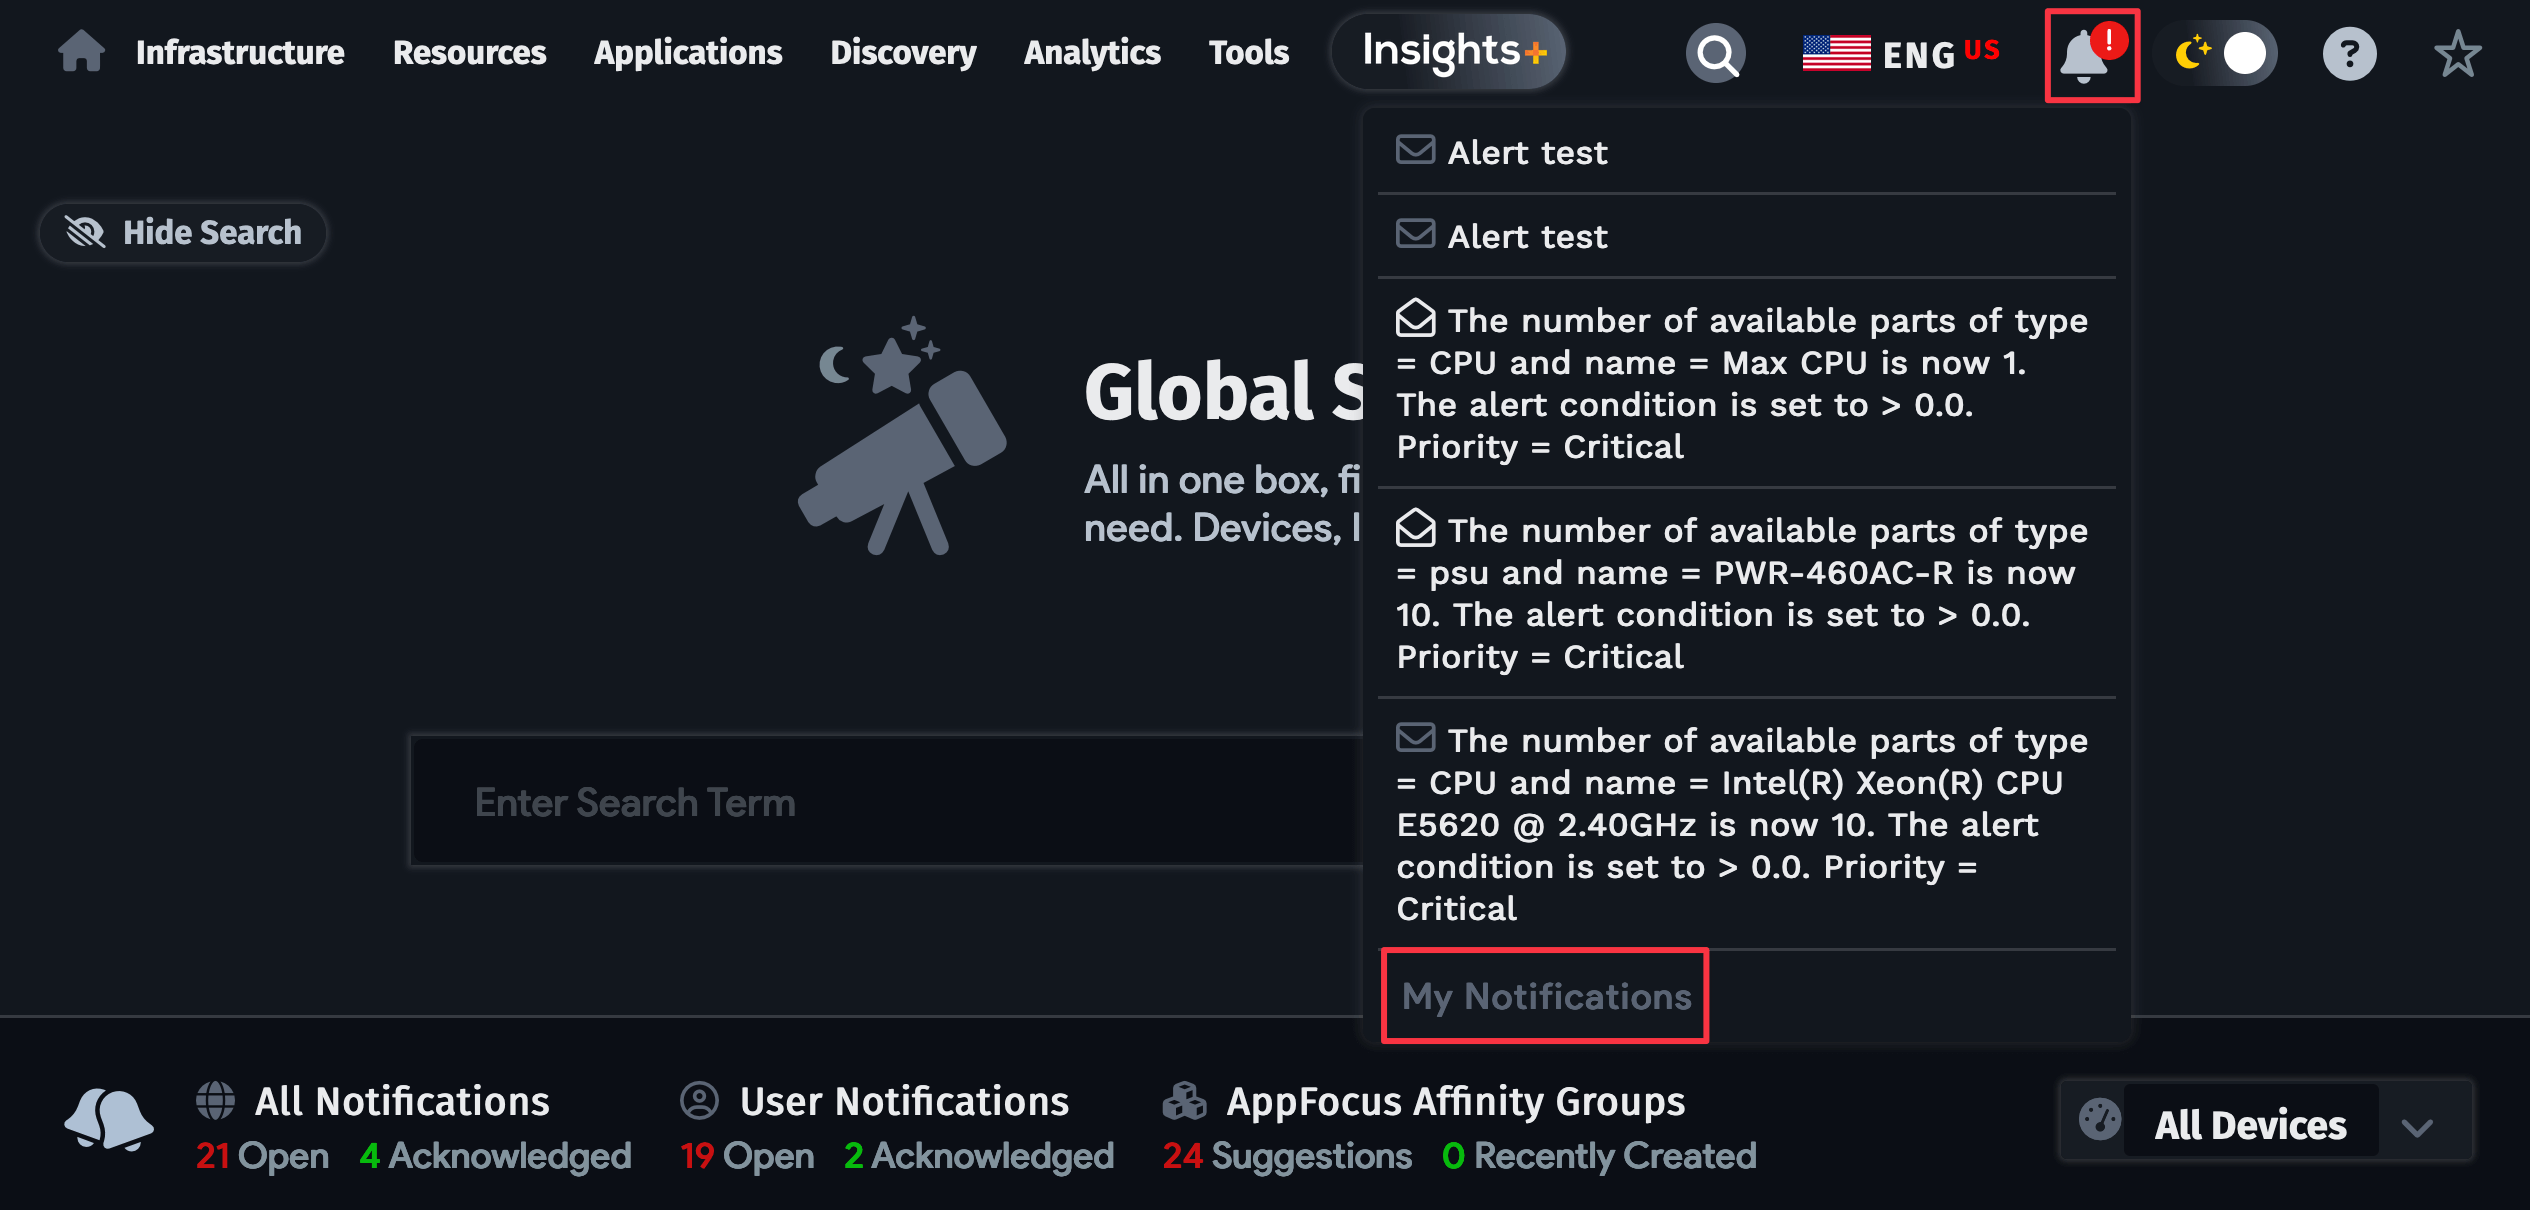 Infrastructure Resources Applications Discovery Analytics Tools Insights+ ENG US ! ?
Hide Search
Alert test
Alert test
The number of available parts of type
= CPU and name = Max CPU is now 1.
The alert condition is set to > 0.0.
Priority = Critical
The number of available parts of type
= psu and name = PWR-460AC-R is now
10. The alert condition is set to > 0.0.
Priority = Critical
The number of available parts of type
= CPU and name = Intel(R) Xeon(R) CPU
E5620 @ 2.40GHz is now 10. The alert
condition is set to > 0.0. Priority =
Critical
My Notifications
Global S
All in one box, fi
need. Devices,
Enter Search Term
All Notifications
21 Open 4 Acknowledged
User Notifications
19 Open 2 Acknowledged
AppFocus Affinity Groups
24 Suggestions 0 Recently Created
All Devices